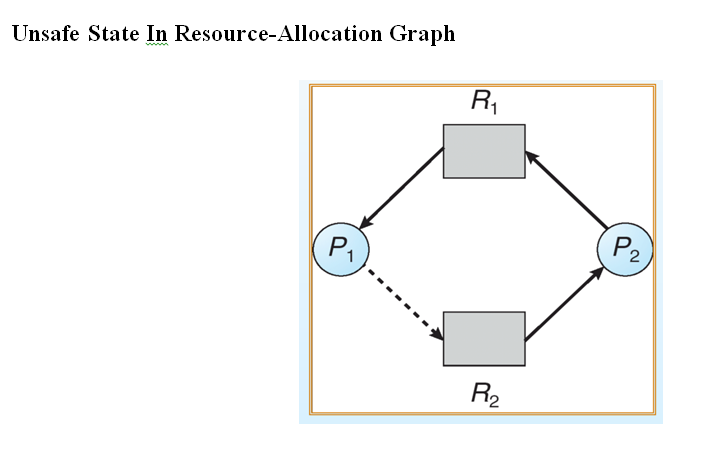 Unsafe State In Resource-Allocation Graph
R1
P1
P2
R2